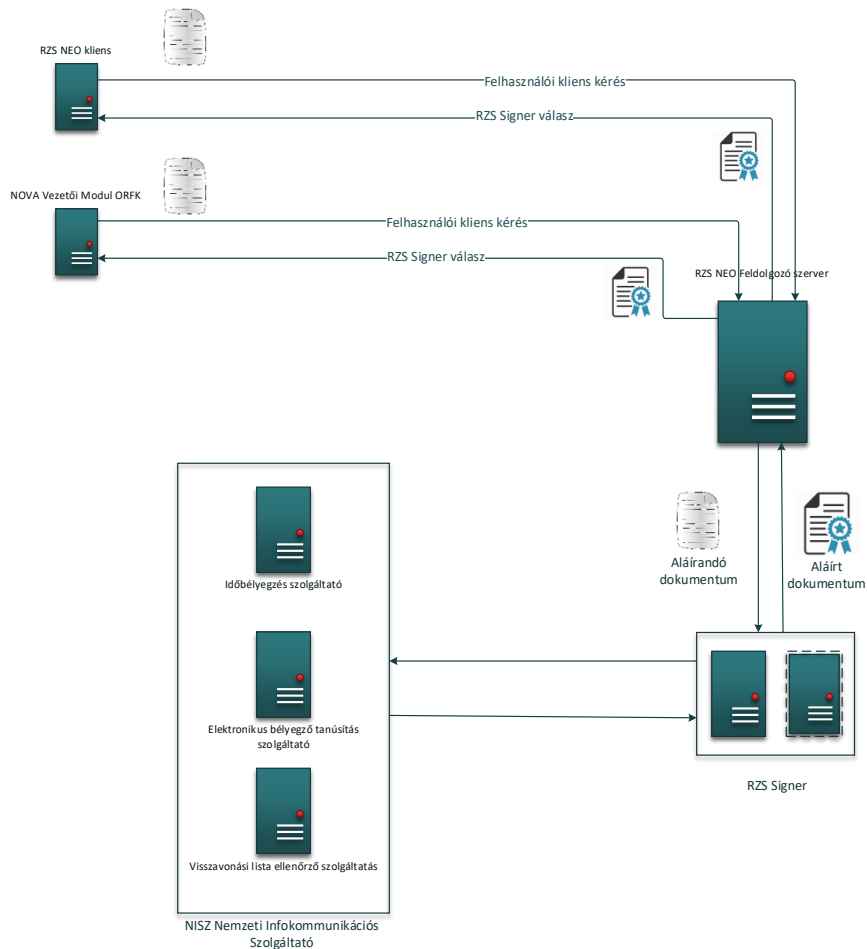 RZS NEO kliens
Felhasználói kliens kérés
RZS Signer válasz
NOVA Vezetői Modul ORFK
Felhasználói kliens kérés
RZS Signer válasz
RZS NEO Feldolgozó szerver
Aláírandó
dokumentum
Aláírt
dokumentum
Időbélyegzés szolgáltató
Elektronikus bélyegző tanúsítás
szolgáltató
Visszavonási lista ellenőrző szolgáltatás
RZS Signer
NISZ Nemzeti Infokommunikációs
Szolgáltató